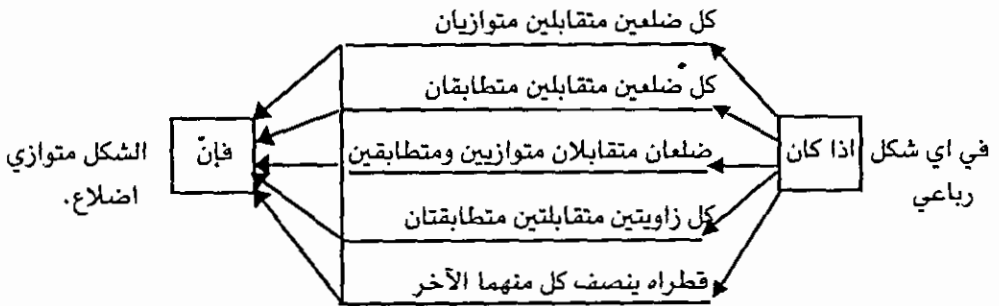 كل ضلعين متقابلين متوازيان
كل ضلعين متقابلين متطابقان
في اي شكل
رباعي
اذا كان
ضلعان متقابلان متوازيين ومتطابقين
فإنّ
الشكل متوازي
اضلاع.
كل زاويتين متقابلتين متطابقتان
قطراه ينصف كل منهما الآخر